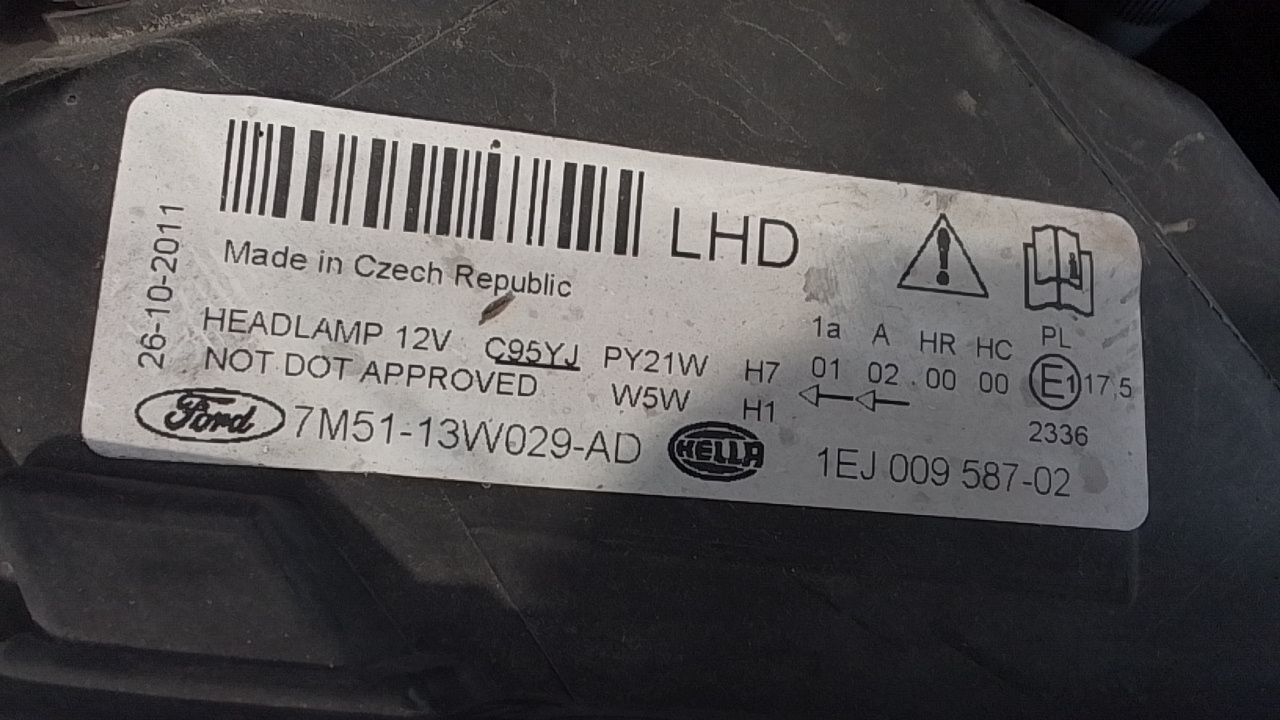 26-10-2011
LHD
Made in Czech Republic
HEADLAMP 12V C95YJ PY21W H7 1a 01 A 02 HR 00 HC 00 PL E1 17,5
NOT DOT APPROVED W5W H1 2336
Ford 7M51-13W029-AD HELLA 1EJ 009 587-02